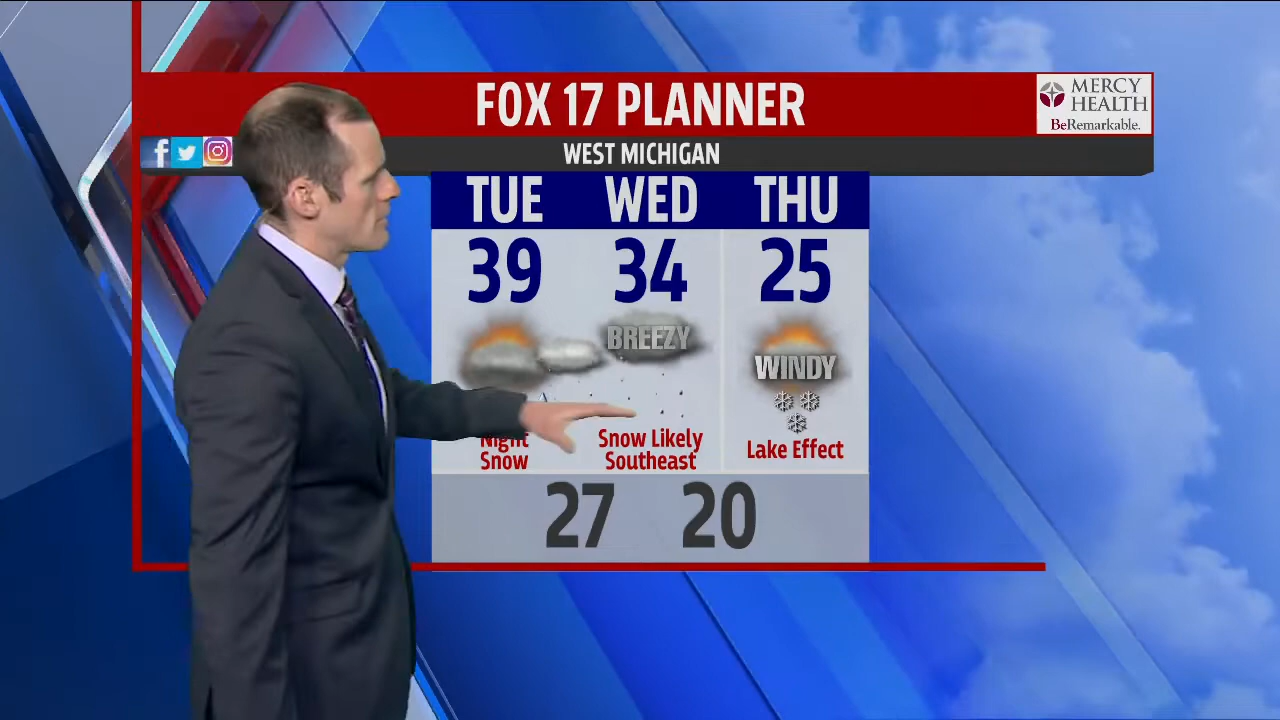 FOX 17 PLANNER
MERCY
HEALTH
BeRemarkable.
WEST MICHIGAN
TUE WED THU
39 34 25
BREEZY
WINDY
Night
Snow
Snow Likely
Southeast
Lake Effect
27 20